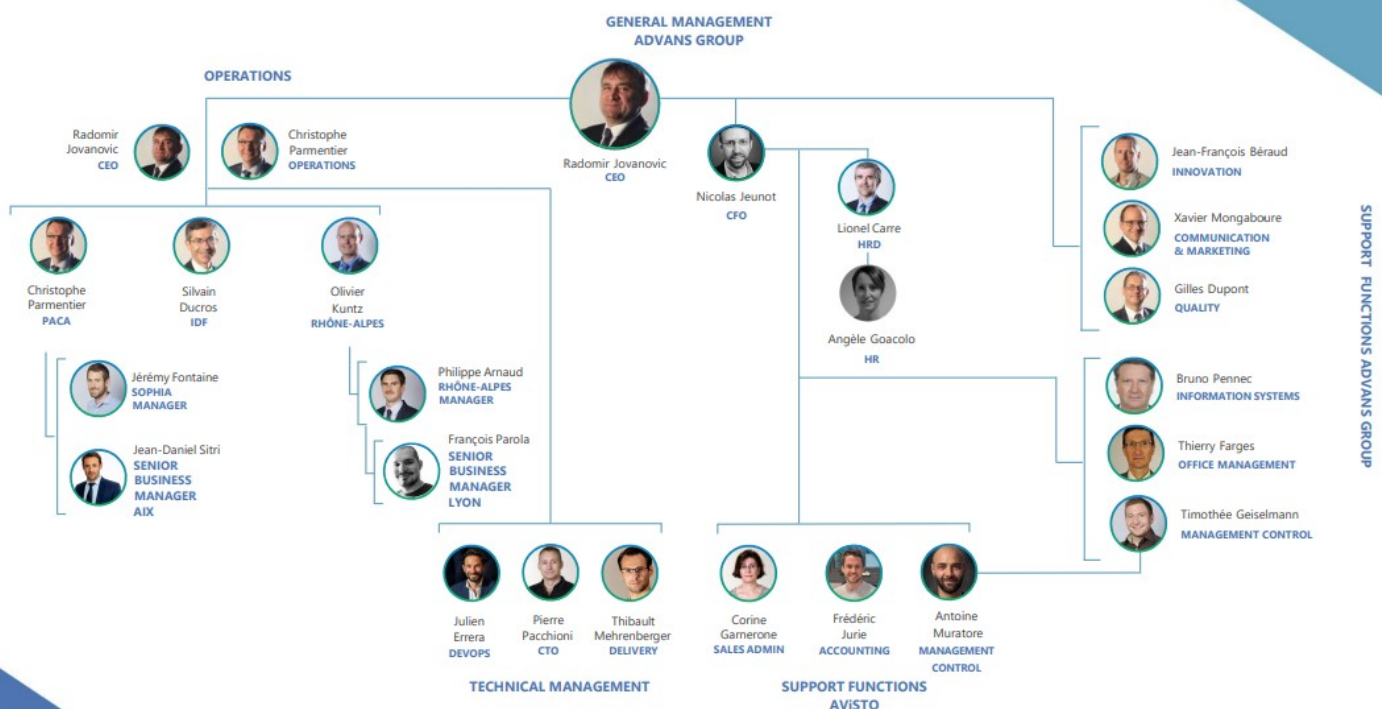 GENERAL MANAGEMENT
ADVANS GROUP
OPERATIONS
Radomir
Jovanovic
CEO
Christophe
Parmentier
OPERATIONS
Radomir Jovanovic
CEO
Nicolas Jeunot
CFO
Lionel Carre
HRD
Angèle Goacolo
HR
Jean-François Béraud
INNOVATION
Xavier Mongaboure
COMMUNICATION
& MARKETING
Gilles Dupont
QUALITY
SUPPORT FUNCTIONS ADVANS GROUP
Christophe
Parmentier
PACA
Silvain
Ducros
IDF
Olivier
Kuntz
RHÔNE-ALPES
Jérémy Fontaine
SOPHIA
MANAGER
Jean-Daniel Sitri
SENIOR
BUSINESS
MANAGER
AIX
Philippe Arnaud
RHÔNE-ALPES
MANAGER
François Parola
SENIOR
BUSINESS
MANAGER
LYON
Bruno Pennec
INFORMATION SYSTEMS
Thierry Farges
OFFICE MANAGEMENT
Timothée Geiselmann
MANAGEMENT CONTROL
Julien
Errera
DEVOPS
Pierre
Pacchioni
CTO
Thibault
Mehrenberger
DELIVERY
Corine
Garnerone
SALES ADMIN
Frédéric
Jurie
ACCOUNTING
Antoine
Muratore
MANAGEMENT
CONTROL
TECHNICAL MANAGEMENT
SUPPORT FUNCTIONS
AViSTO